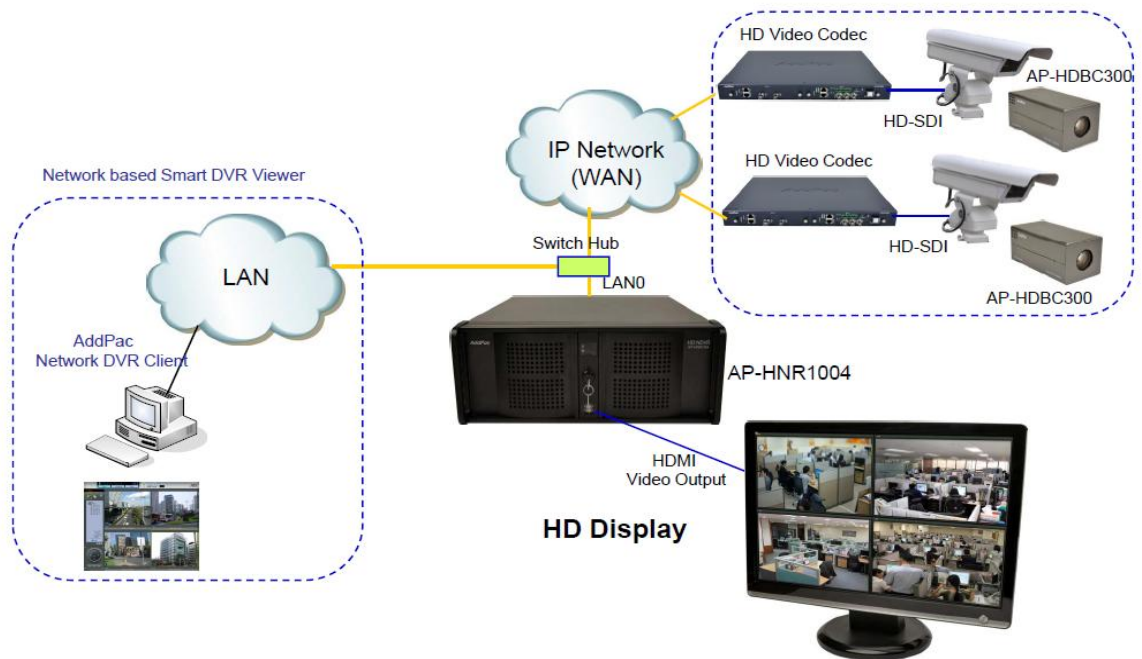 HD Video Codec
AP-HDBC300
HD-SDI
IP Network
(WAN)
HD Video Codec
Network based Smart DVR Viewer
HD-SDI
Switch Hub
LAN
LAN0
AP-HDBC300
AddPac
Network DVR Client
AddPac
AP-HNR1004
HDMI
Video Output
HD Display